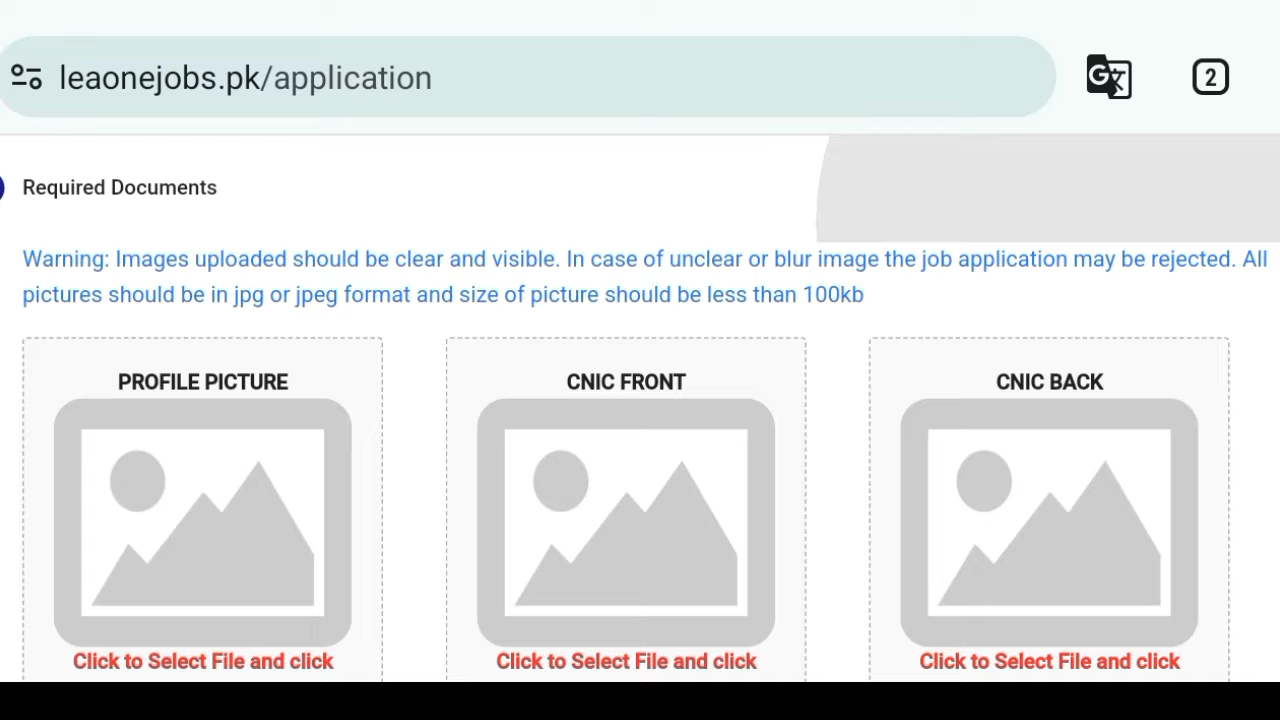 leaonejobs.pk/application
2
Required Documents
Warning: Images uploaded should be clear and visible. In case of unclear or blur image the job application may be rejected. All
pictures should be in jpg or jpeg format and size of picture should be less than 100kb
PROFILE PICTURE
CNIC FRONT
CNIC BACK
Click to Select File and click
Click to Select File and click
Click to Select File and click